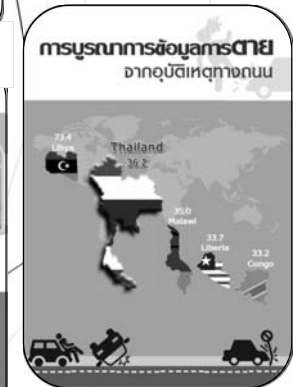 การบูรณาการข้อมูลการตาย
จากอุบัติเหตุทางถนน
73.4
Libya
Thailand
36.2
35.0
Malawi
33.7
Liberia
33.2
Congo